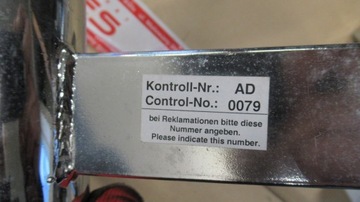 Kontroll-Nr.: AD
Control-No.: 0079
bei Reklamationen bitte diese
Nummer angeben.
Please indicate this number.